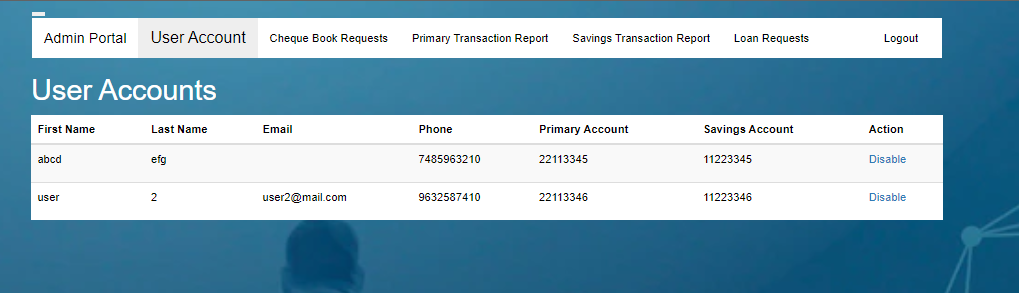 Admin Portal User Account Cheque Book Requests Primary Transaction Report Savings Transaction Report Loan Requests Logout
User Accounts
First Name Last Name Email Phone Primary Account Savings Account Action
abcd efg 7485963210 22113345 11223345 Disable
user 2 user2@mail.com 9632587410 22113346 11223346 Disable